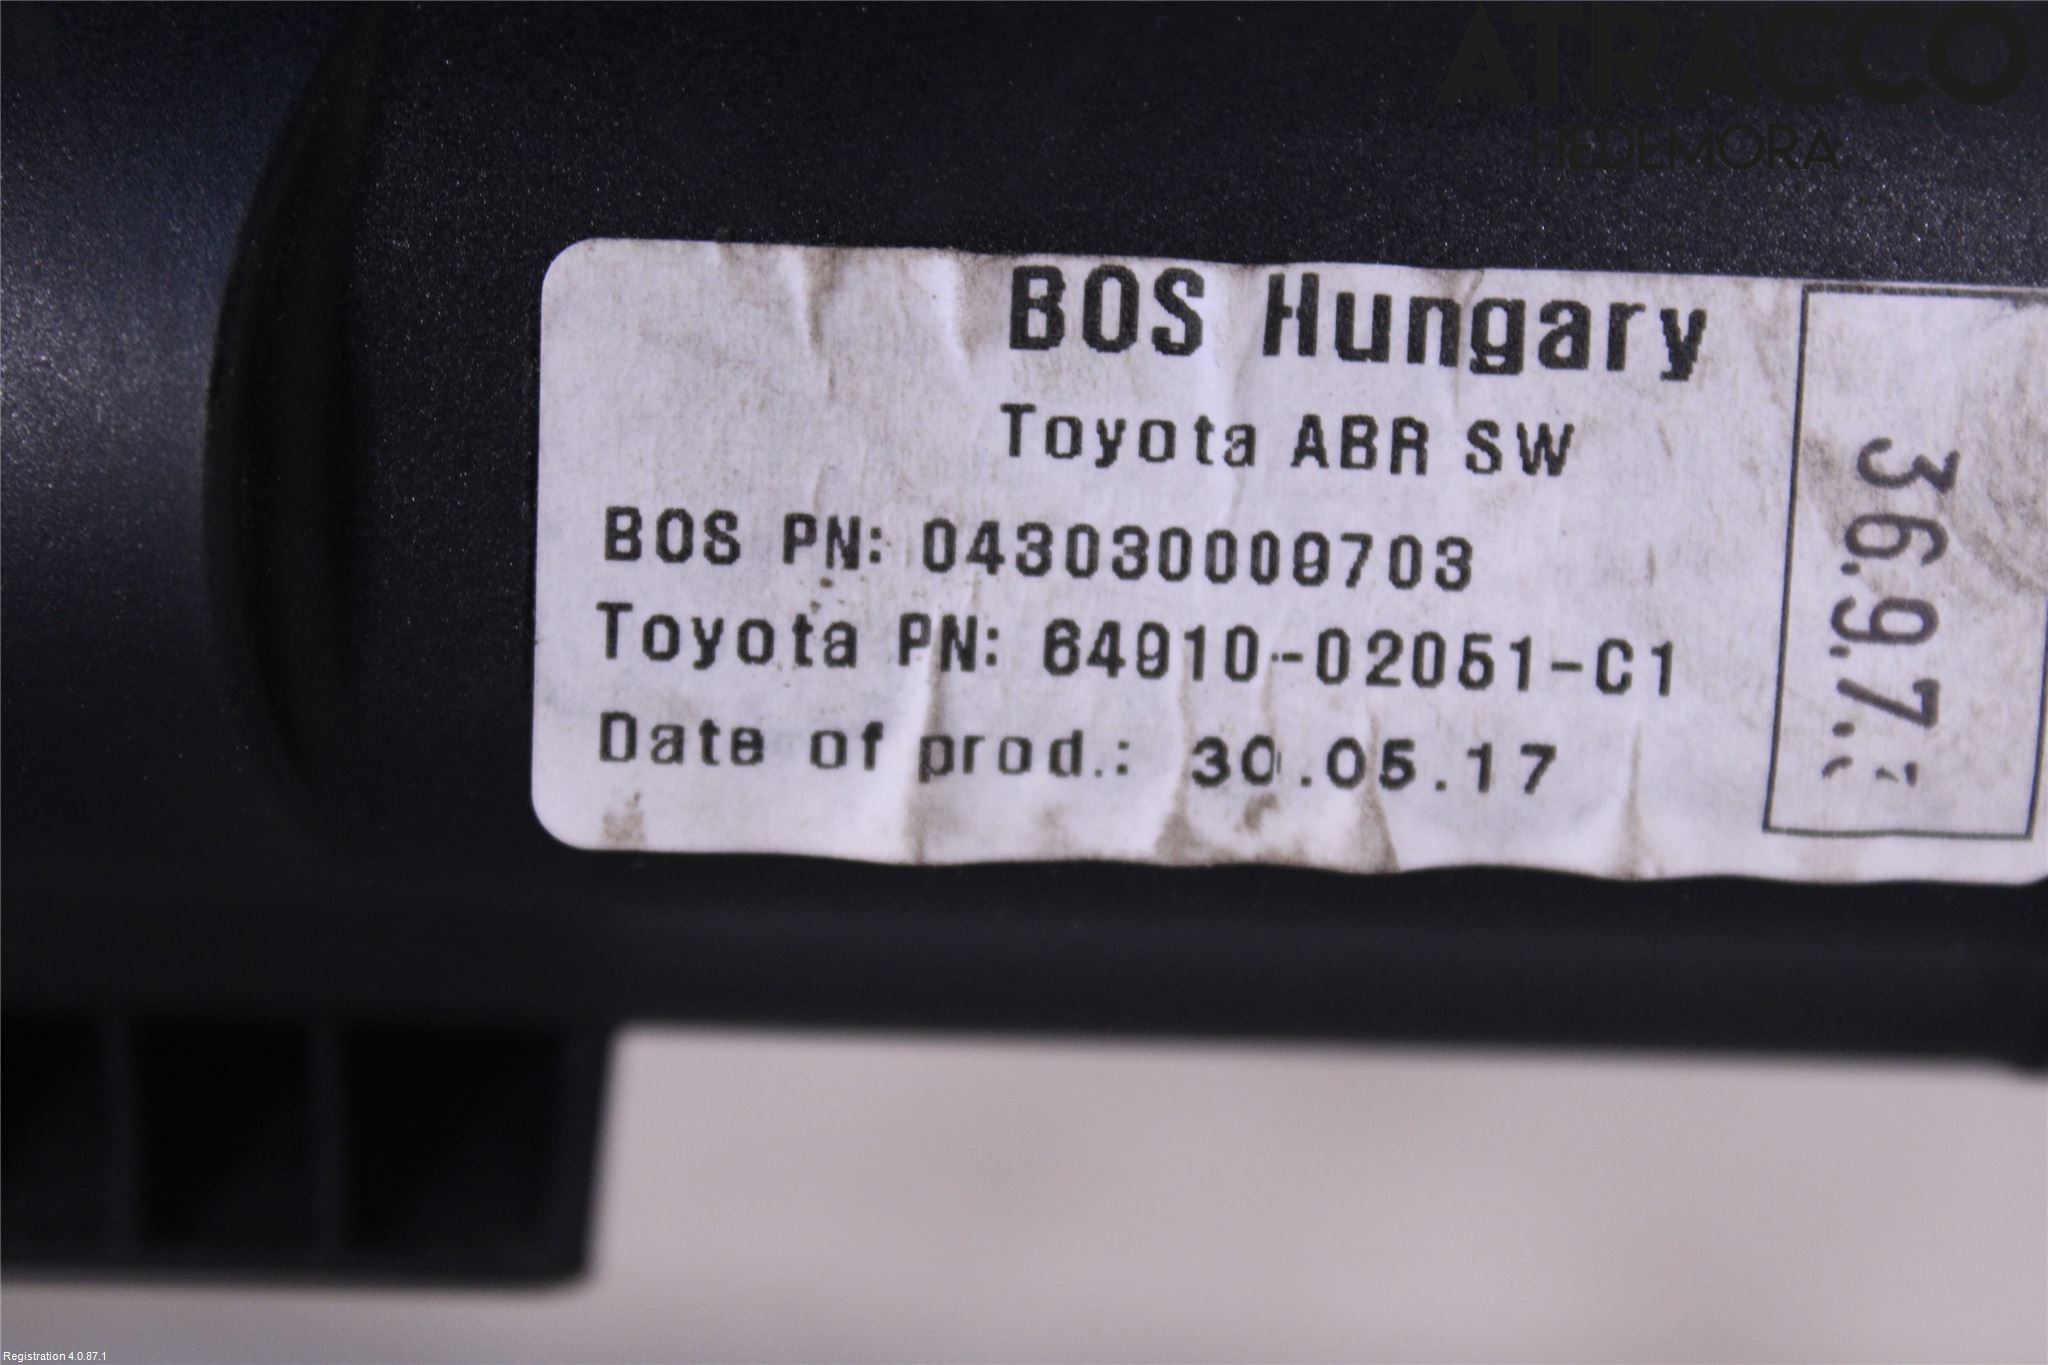 ATRACCO
HEDEMORA
BOS Hungary
Toyota ABR SW
BOS PN: 043030009703
Toyota PN: 64910-02051-C1
Date of prod.: 30.05.17
Registration 4.0.87.1